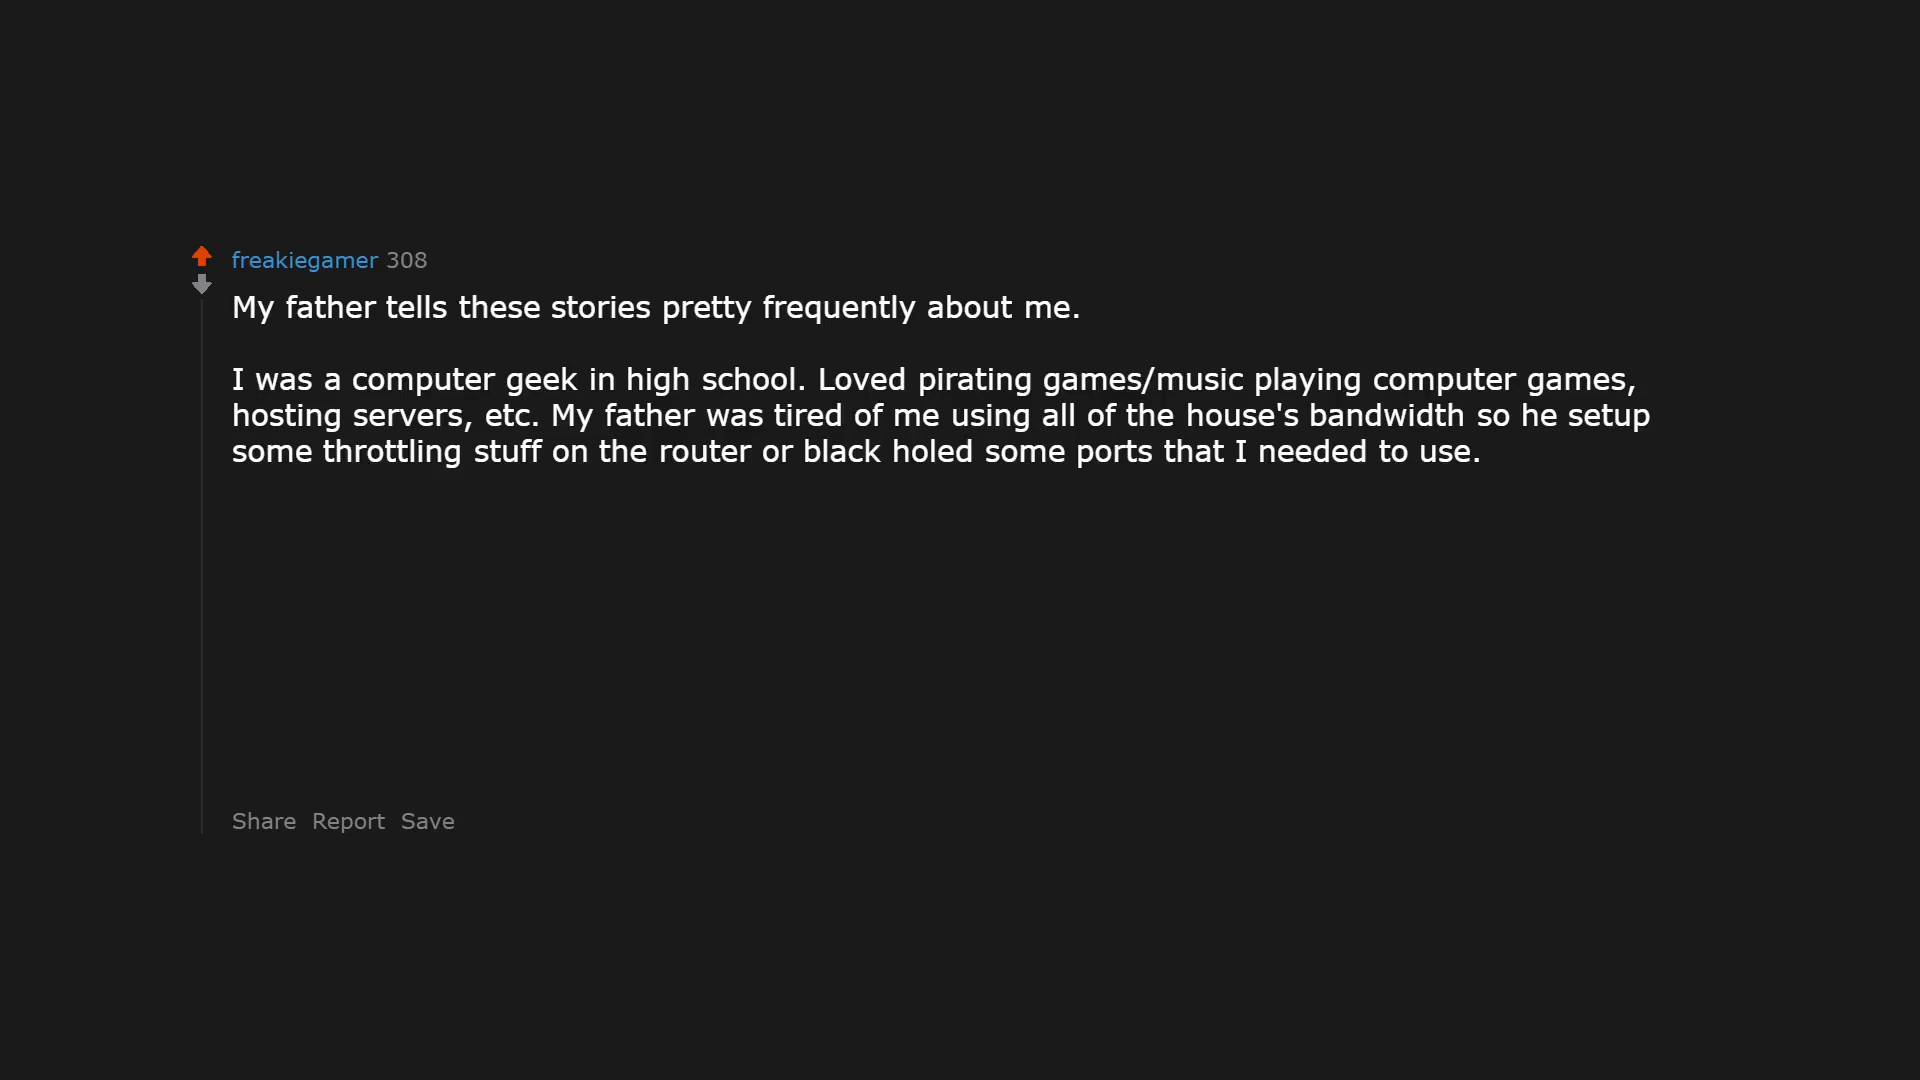 freakiegamer 308
My father tells these stories pretty frequently about me.
I was a computer geek in high school. Loved pirating games/music playing computer games,
hosting servers, etc. My father was tired of me using all of the house's bandwidth so he setup
some throttling stuff on the router or black holed some ports that I needed to use.
Share Report Save